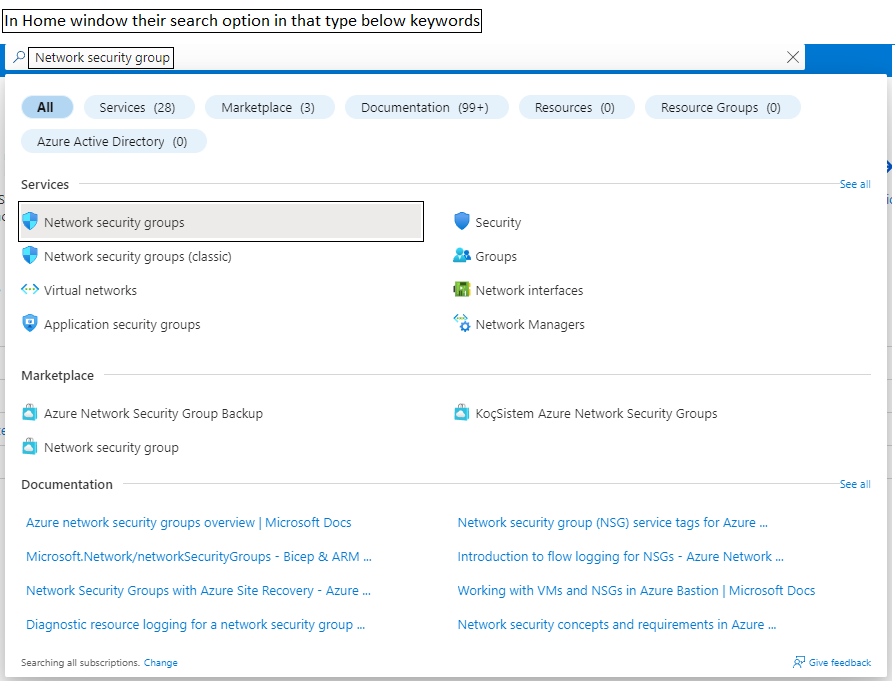 In Home window their search option in that type below keywords
Network security group
All Services (28) Marketplace (3) Documentation (99+) Resources (0) Resource Groups (0)
Azure Active Directory (0)
Services See all
Network security groups Security
Network security groups (classic) Groups
Virtual networks Network interfaces
Application security groups Network Managers
Marketplace
Azure Network Security Group Backup KoçSistem Azure Network Security Groups
Network security group
Documentation See all
Azure network security groups overview | Microsoft Docs Network security group (NSG) service tags for Azure ...
Microsoft.Network/networkSecurityGroups - Bicep & ARM ... Introduction to flow logging for NSGs - Azure Network ...
Network Security Groups with Azure Site Recovery - Azure ... Working with VMs and NSGs in Azure Bastion | Microsoft Docs
Diagnostic resource logging for a network security group ... Network security concepts and requirements in Azure ...
Searching all subscriptions. Change Give feedback